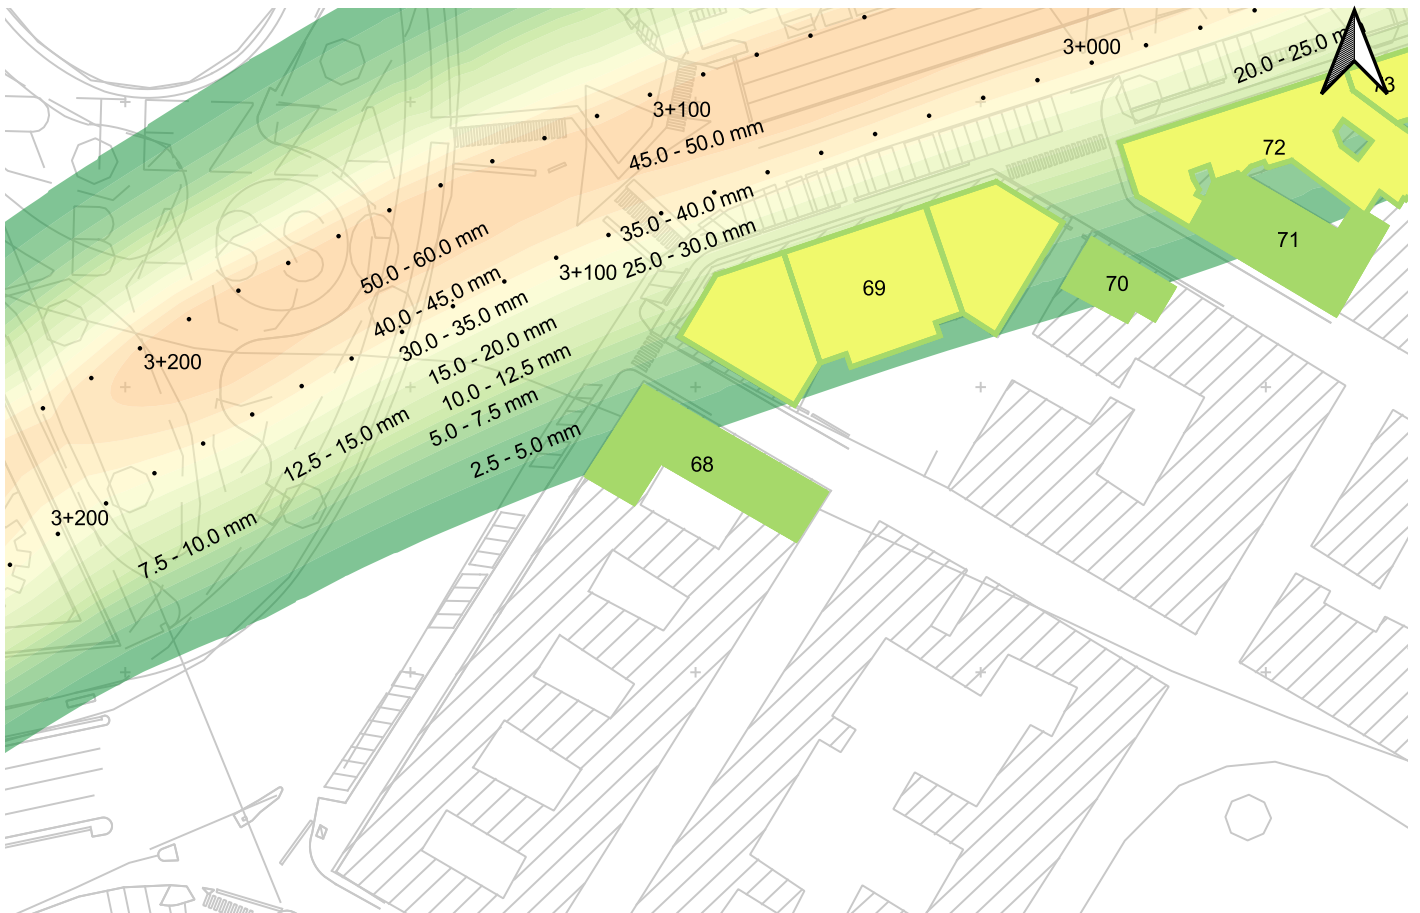 3+000
20.0 - 25.0 m
73
3+100
45.0 - 50.0 mm
72
35.0 - 40.0 mm
50.0 - 60.0 mm
25.0 - 30.0 mm
3+100
71
40.0 - 45.0 mm
69
70
30.0 - 35.0 mm
15.0 - 20.0 mm
3+200
10.0 - 12.5 mm
5.0 - 7.5 mm
12.5 - 15.0 mm
2.5 - 5.0 mm
68
3+200
7.5 - 10.0 mm